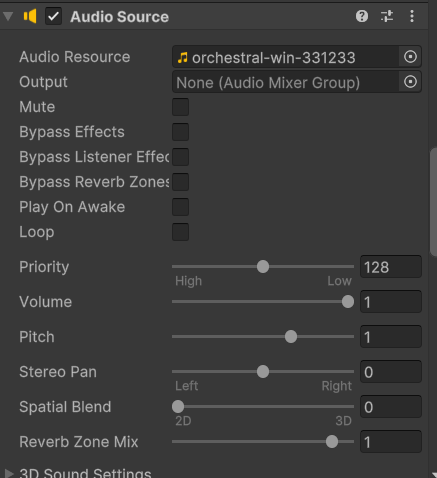 Audio Source
Audio Resource orchestral-win-331233
Output None (Audio Mixer Group)
Mute
Bypass Effects
Bypass Listener Effec
Bypass Reverb Zones
Play On Awake
Loop
Priority 128
High Low
Volume 1
Pitch 1
Stereo Pan 0
Left Right
Spatial Blend 0
2D 3D
Reverb Zone Mix 1
3D Sound Settings